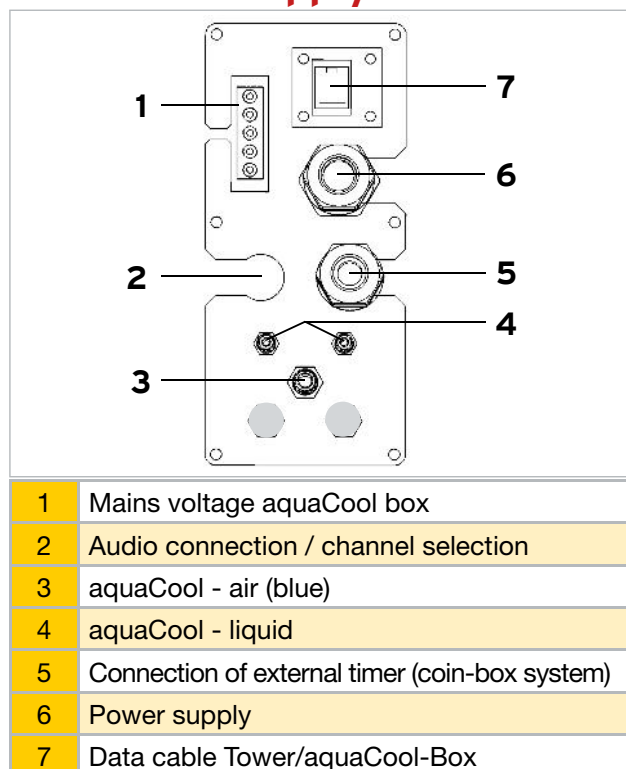 1
7
6
2
5
4
3
1 Mains voltage aquaCool box
2 Audio connection / channel selection
3 aquaCool - air (blue)
4 aquaCool - liquid
5 Connection of external timer (coin-box system)
6 Power supply
7 Data cable Tower/aquaCool-Box